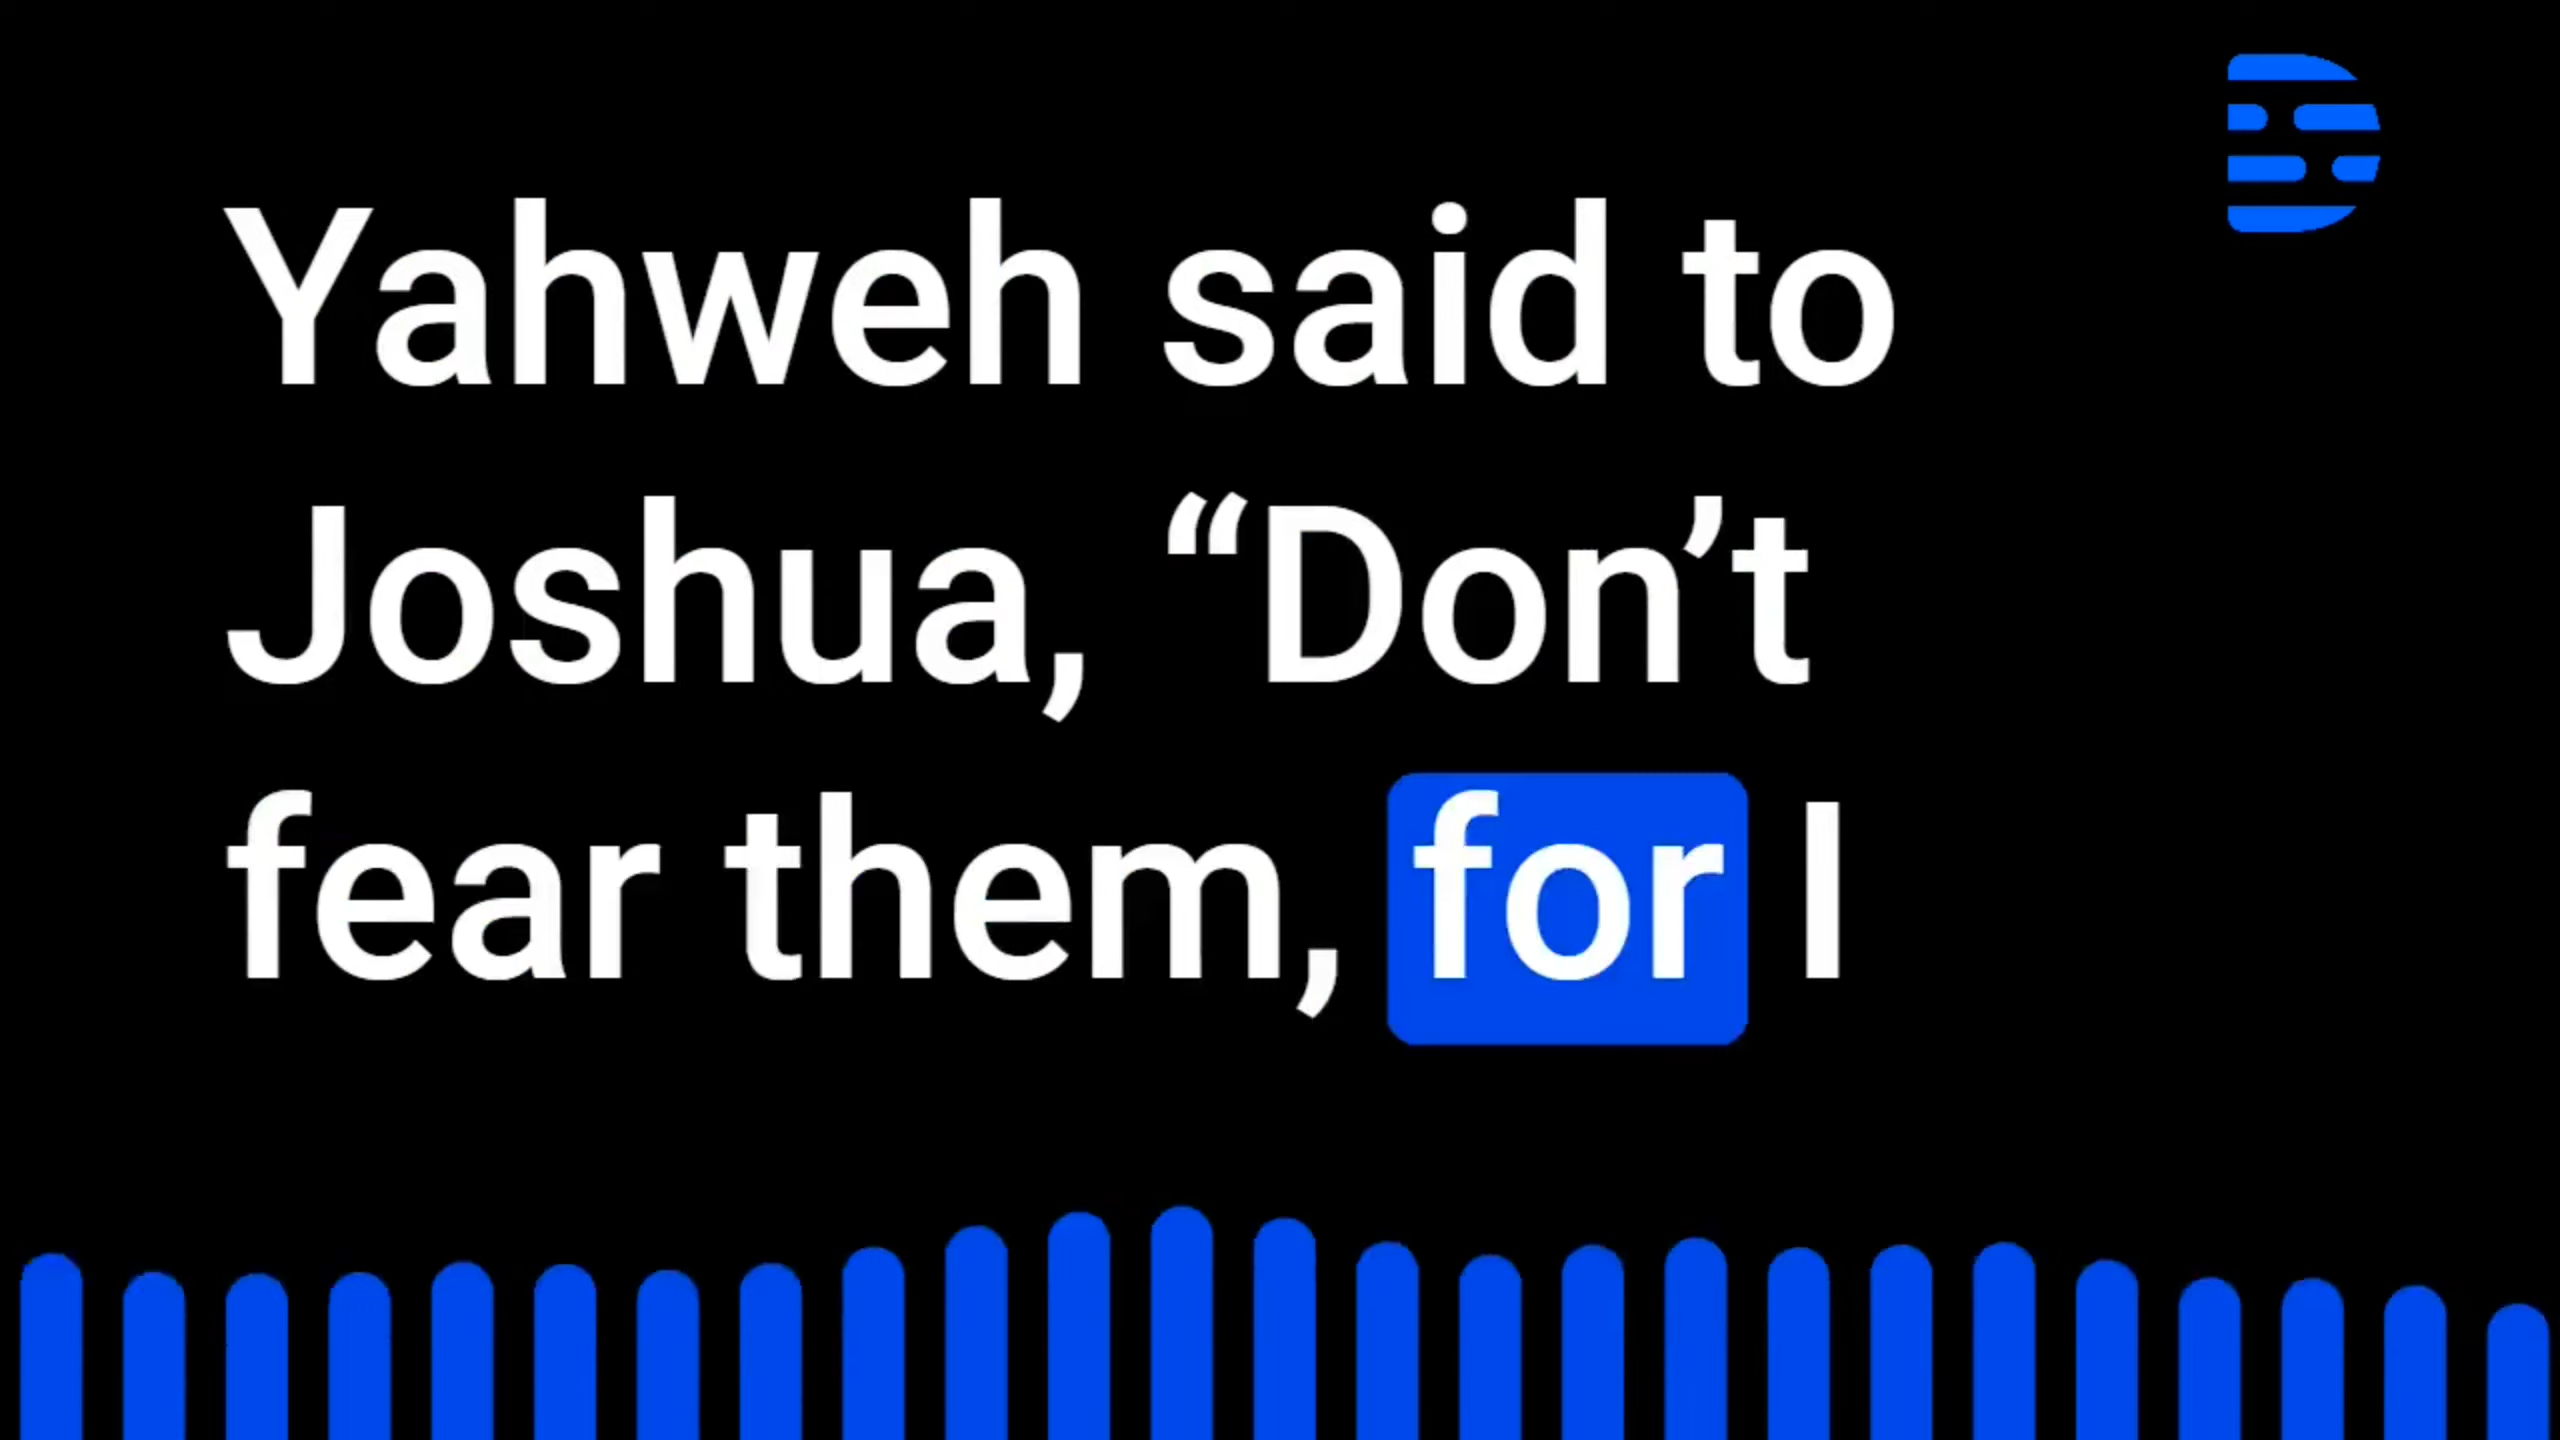 Yahweh said to
Joshua, “Don’t
fear them, for I